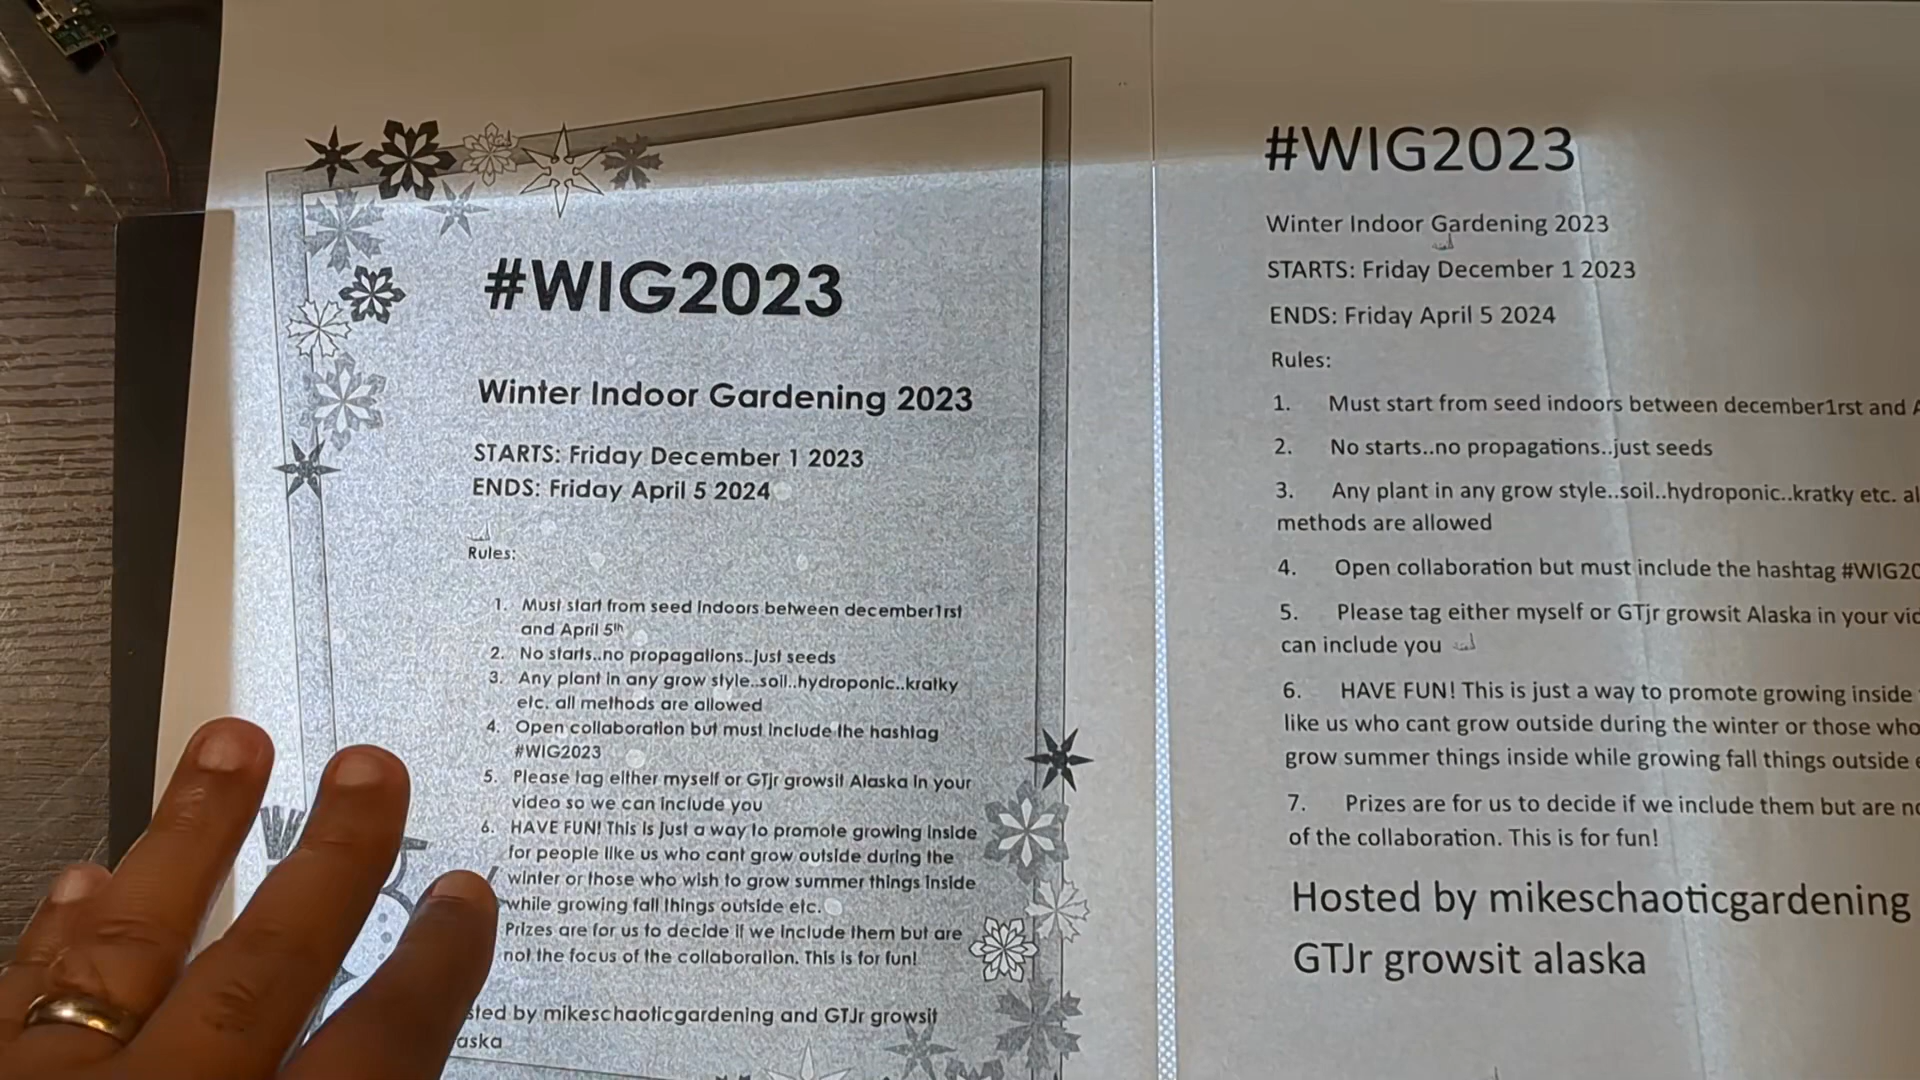 #WIG2023
Winter Indoor Gardening 2023
STARTS: Friday December 1 2023
ENDS: Friday April 5 2024
Rules:
1. Must start from seed indoors between december1rst
and April 5th
2. No starts..no propagations..just seeds
3. Any plant in any grow style..soil..hydroponic..kratky
etc. all methods are allowed
4. Open collaboration but must include the hashtag
#WIG2023
5. Please tag either myself or GTjr growsit Alaska in your
video so we can include you
6. HAVE FUN! This is just a way to promote growing inside
for people like us who cant grow outside during the
winter or those who wish to grow summer things inside
while growing fall things outside etc.
Prizes are for us to decide if we include them but are
not the focus of the collaboration. This is for fun!
sted by mikeschaoticgardening and GTJr growsit
aska
#WIG2023
Winter Indoor Gardening 2023
STARTS: Friday December 1 2023
ENDS: Friday April 5 2024
Rules:
1. Must start from seed indoors between december1rst and A
2. No starts..no propagations..just seeds
3. Any plant in any grow style..soil..hydroponic..kratky etc. al
methods are allowed
4. Open collaboration but must include the hashtag #WIG20
5. Please tag either myself or GTjr growsit Alaska in your vid
can include you
6. HAVE FUN! This is just a way to promote growing inside
like us who cant grow outside during the winter or those who
grow summer things inside while growing fall things outside e
7. Prizes are for us to decide if we include them but are no
of the collaboration. This is for fun!
Hosted by mikeschaoticgardening
GTJr growsit alaska